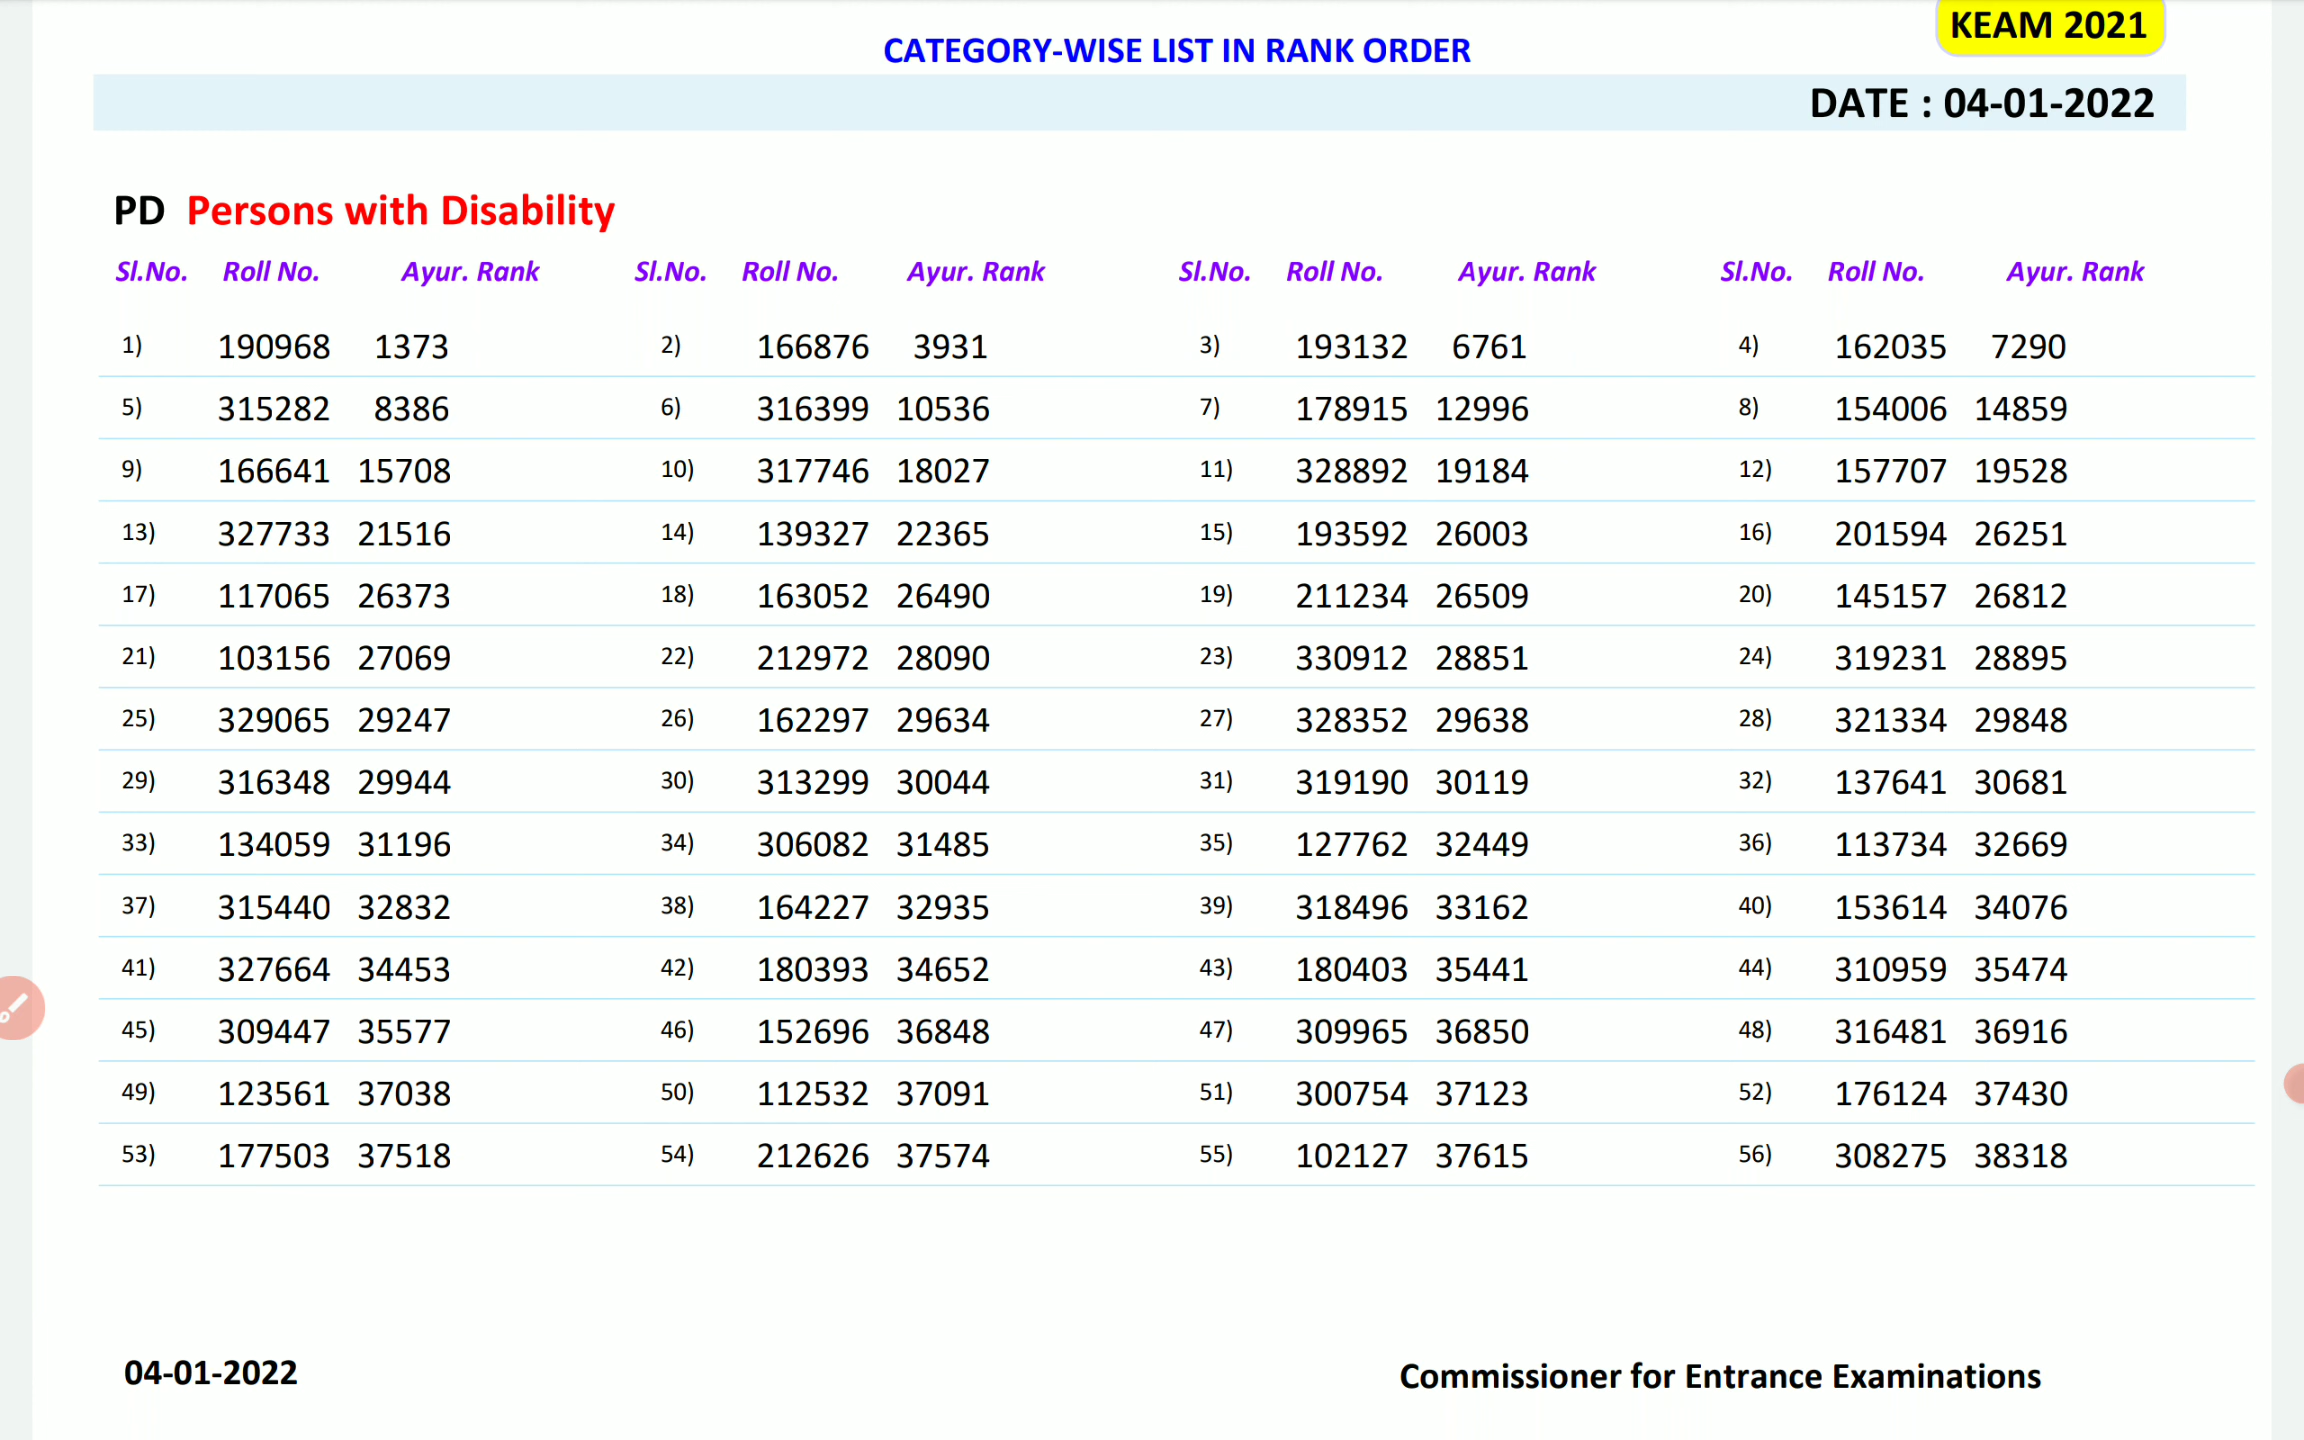 KEAM 2021
CATEGORY-WISE LIST IN RANK ORDER
DATE : 04-01-2022
PD Persons with Disability
Sl.No. Roll No. Ayur. Rank Sl.No. Roll No. Ayur. Rank Sl.No. Roll No. Ayur. Rank Sl.No. Roll No. Ayur. Rank
1) 190968 1373 2) 166876 3931 3) 193132 6761 4) 162035 7290
5) 315282 8386 6) 316399 10536 7) 178915 12996 8) 154006 14859
9) 166641 15708 10) 317746 18027 11) 328892 19184 12) 157707 19528
13) 327733 21516 14) 139327 22365 15) 193592 26003 16) 201594 26251
17) 117065 26373 18) 163052 26490 19) 211234 26509 20) 145157 26812
21) 103156 27069 22) 212972 28090 23) 330912 28851 24) 319231 28895
25) 329065 29247 26) 162297 29634 27) 328352 29638 28) 321334 29848
29) 316348 29944 30) 313299 30044 31) 319190 30119 32) 137641 30681
33) 134059 31196 34) 306082 31485 35) 127762 32449 36) 113734 32669
37) 315440 32832 38) 164227 32935 39) 318496 33162 40) 153614 34076
41) 327664 34453 42) 180393 34652 43) 180403 35441 44) 310959 35474
45) 309447 35577 46) 152696 36848 47) 309965 36850 48) 316481 36916
49) 123561 37038 50) 112532 37091 51) 300754 37123 52) 176124 37430
53) 177503 37518 54) 212626 37574 55) 102127 37615 56) 308275 38318
04-01-2022
Commissioner for Entrance Examinations